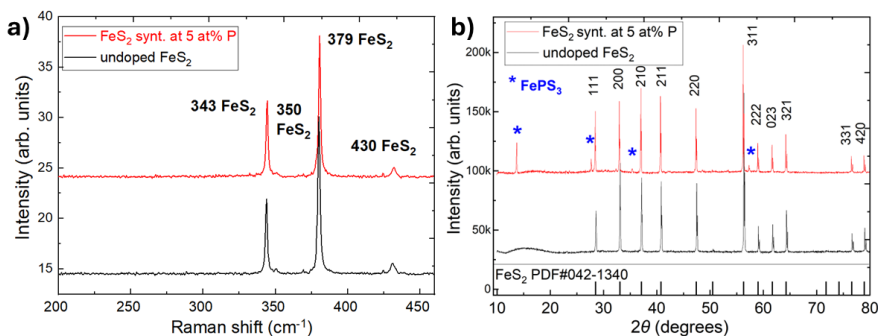 a)
FeS₂ synt. at 5 at% P
undoped FeS₂
379 FeS₂
343 FeS₂
350
FeS₂
430 FeS₂
Intensity (arb. units)
40
35
30
25
20
15
200
250
300
350
400
450
Raman shift (cm⁻¹)
b)
FeS₂ synt. at 5 at% P
undoped FeS₂
* FePS₃
*
*
*
*
111
200
210
211
220
311
222
023
321
331
420
Intensity (arb. units)
200k
150k
100k
50k
0
FeS₂ PDF#042-1340
10
20
30
40
50
60
70
80
2θ (degrees)